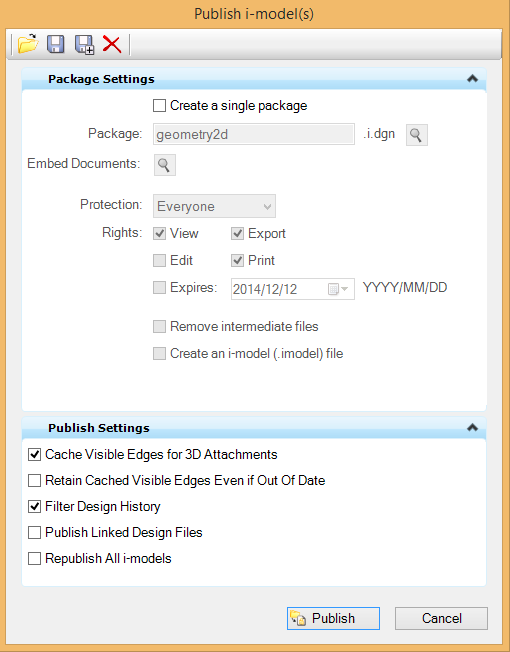 Publish i-model(s)
Package Settings
Create a single package
Package: geometry2d .i.dgn
Embed Documents:
Protection: Everyone
Rights: View Export
Edit Print
Expires: 2014/12/12 YYYY/MM/DD
Remove intermediate files
Create an i-model (.imodel) file
Publish Settings
Cache Visible Edges for 3D Attachments
Retain Cached Visible Edges Even if Out Of Date
Filter Design History
Publish Linked Design Files
Republish All i-models
Publish Cancel